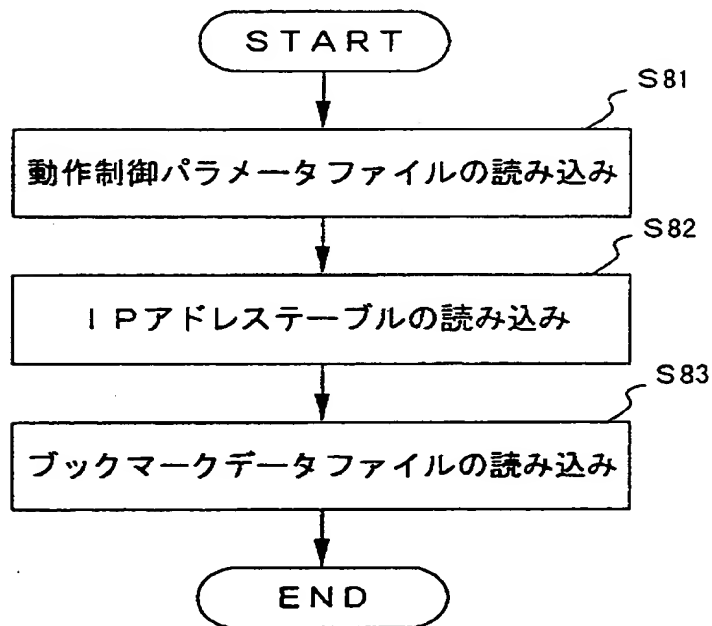 START
S81
動作制御パラメータファイルの読み込み
S82
IPアドレステーブルの読み込み
S83
ブックマークデータファイルの読み込み
END